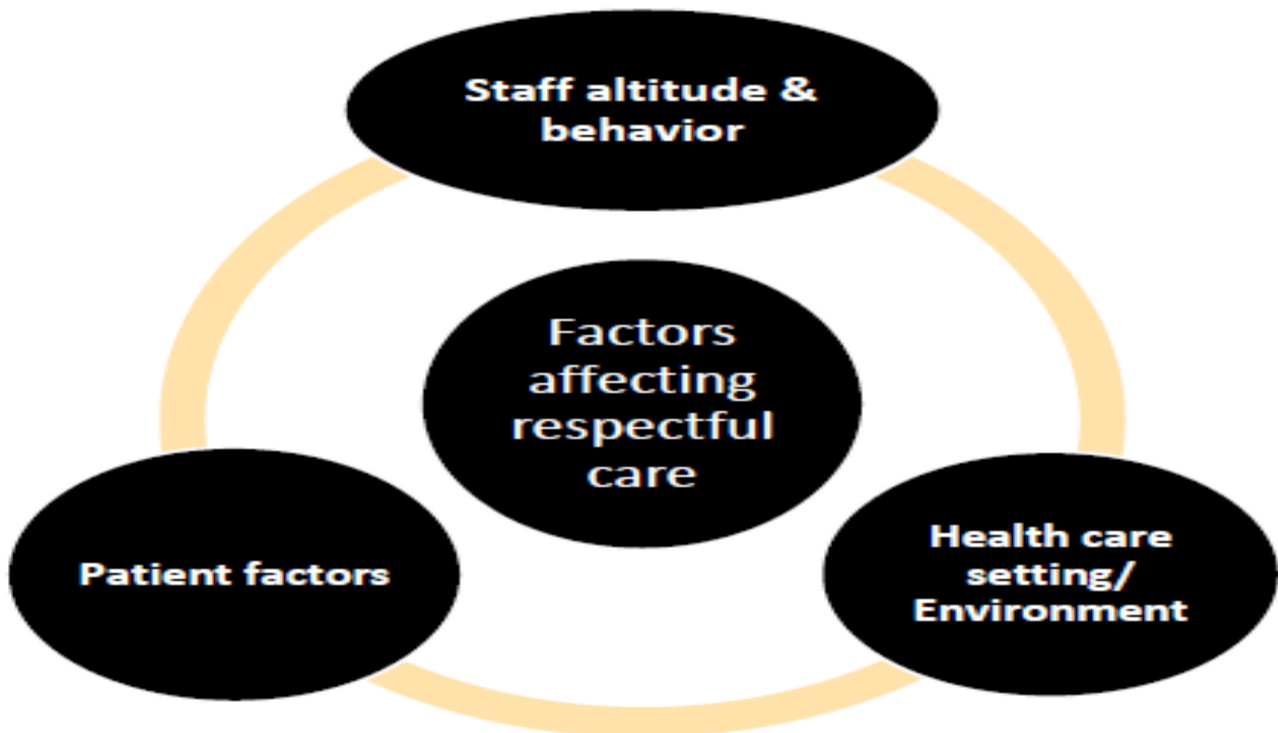 Staff altitude &
behavior
Factors
affecting
respectful
care
Patient factors
Health care
setting/
Environment